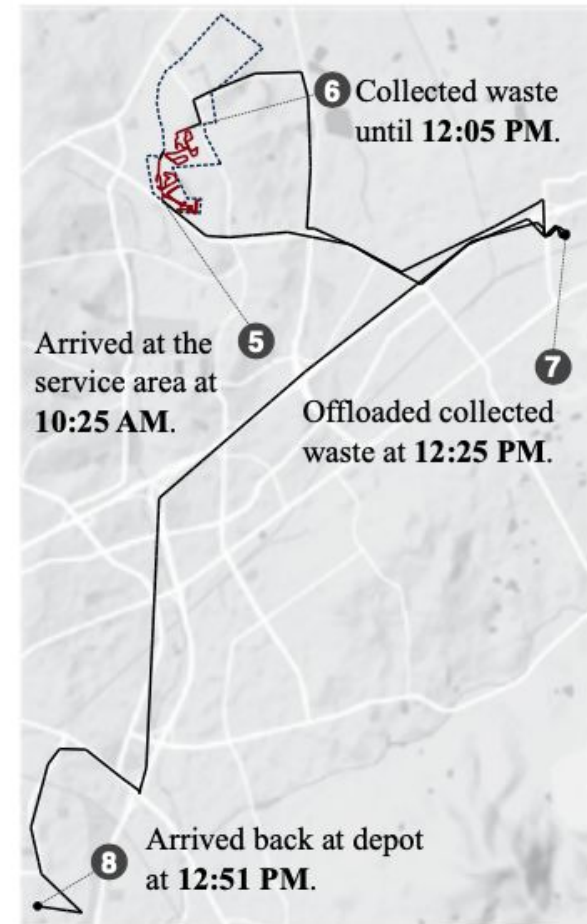 6 Collected waste
until 12:05 PM.
5
Arrived at the
service area at
10:25 AM.
7
Offloaded collected
waste at 12:25 PM.
8 Arrived back at depot
at 12:51 PM.